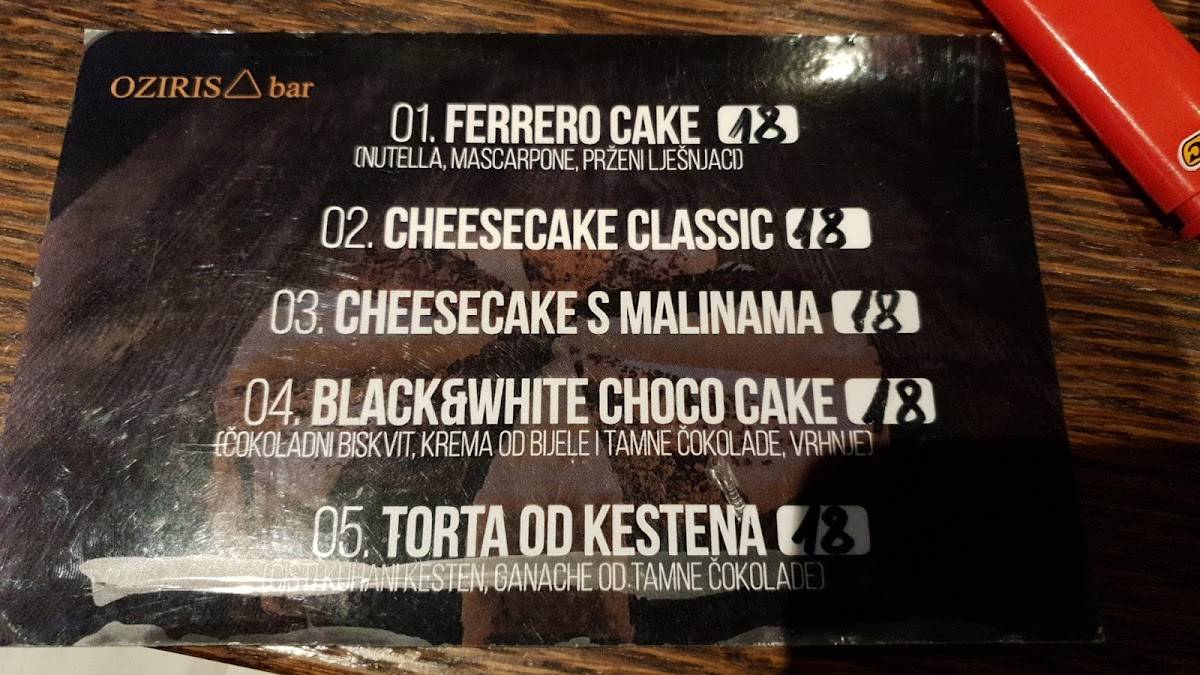 OZIRIS bar
01. FERRERO CAKE 18
(NUTELLA, MASCARPONE, PRŽENI LJEŠNJACI)
02. CHEESECAKE CLASSIC 18
03. CHEESECAKE S MALINAMA 18
04. BLACK&WHITE CHOCO CAKE 18
(ČOKOLADNI BISKVIT, KREMA OD BIJELE I TAMNE ČOKOLADE, VRHNJE)
05. TORTA OD KESTENA 18
(ČISTI KUHANI KESTEN, GANACHE OD TAMNE ČOKOLADE)